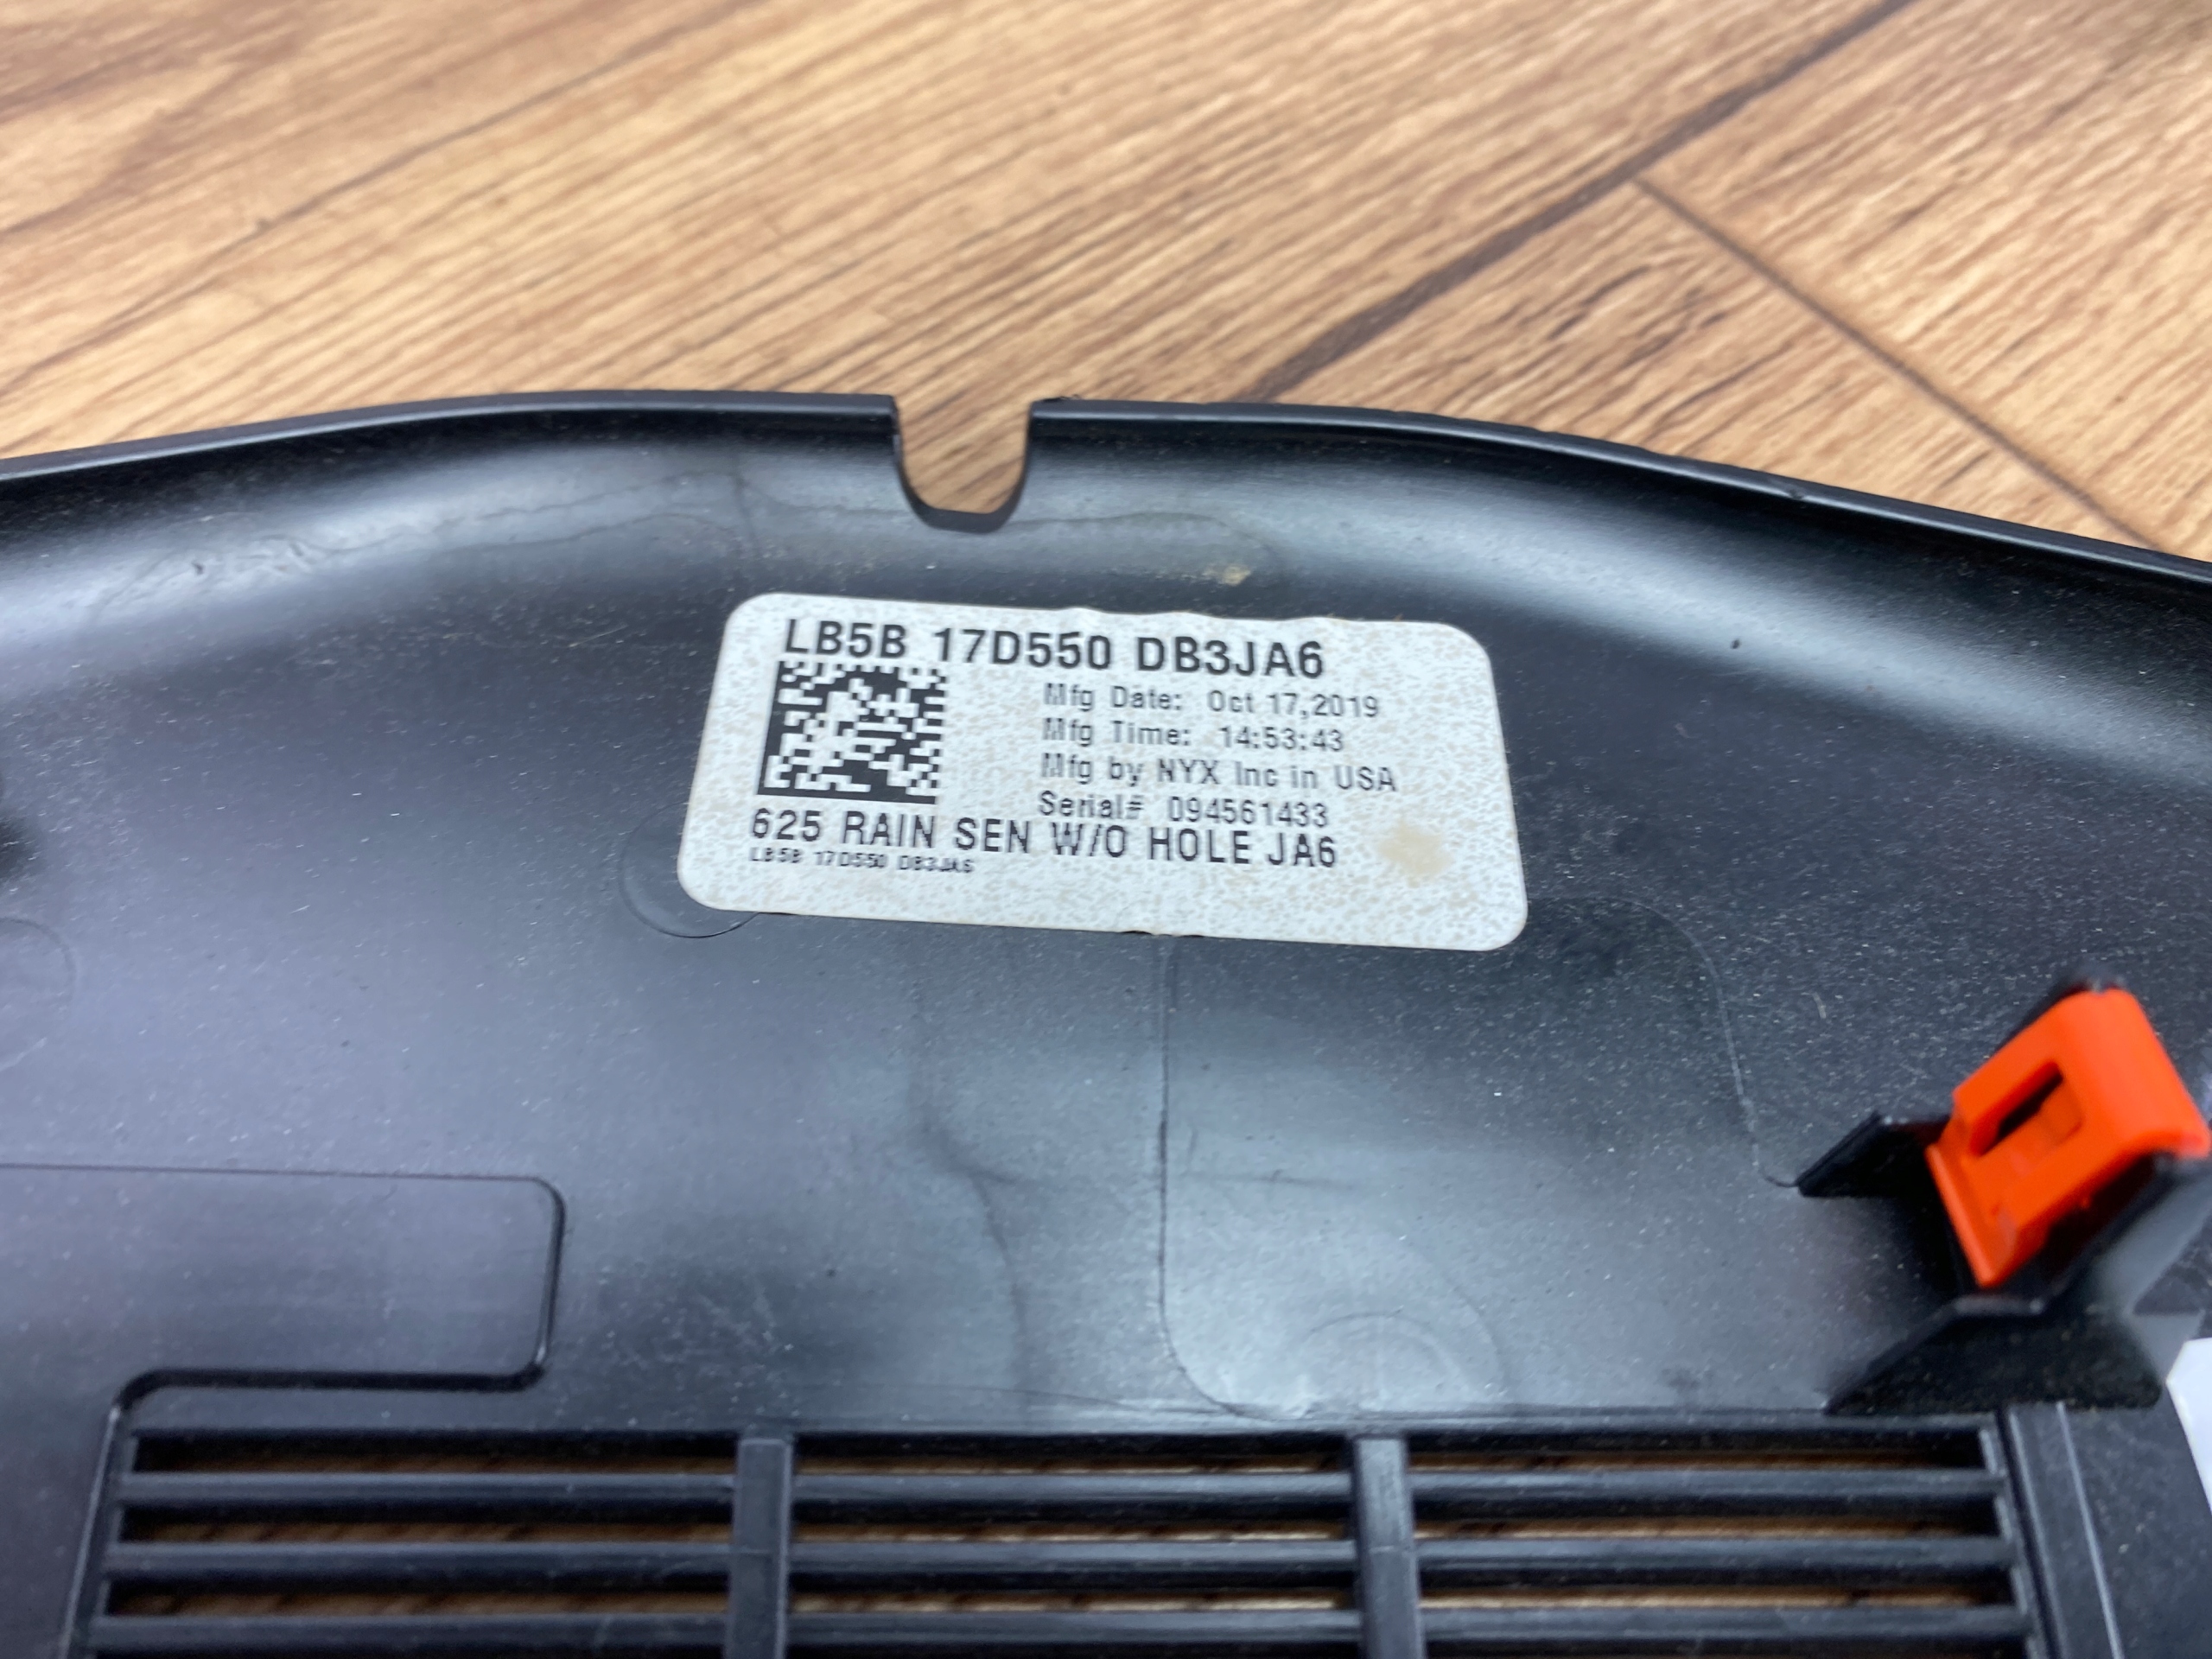 LB5B 17D550 DB3JA6
Mfg Date: Oct 17,2019
Mfg Time: 14:53:43
Mfg by NYX Inc in USA
Serial# 094561433
625 RAIN SEN W/O HOLE JA6
LB5B 17D550 DB3JA6